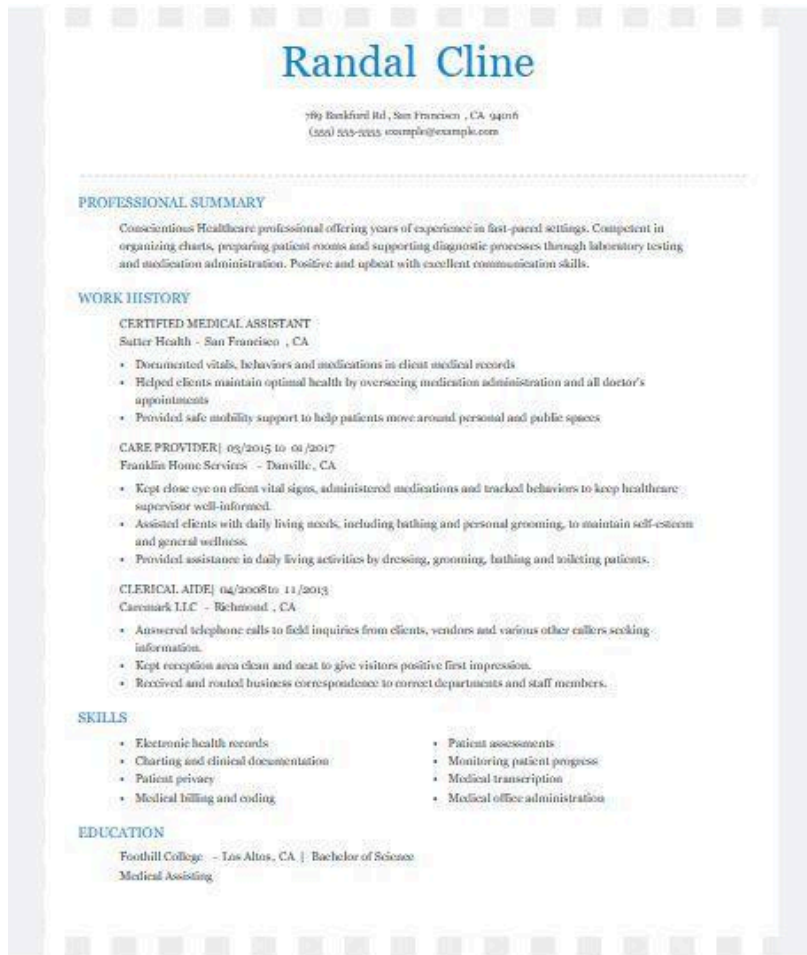 Randal Cline
789 Bankford Rd, San Francisco , CA 94016
(555) 555-5555 example@example.com
PROFESSIONAL SUMMARY
Conscientious Healthcare professional offering years of experience in fast-paced settings. Competent in
organizing charts, preparing patient rooms and supporting diagnostic processes through laboratory testing
and medication administration. Positive and upbeat with excellent communication skills.
WORK HISTORY
CERTIFIED MEDICAL ASSISTANT
Sutter Health - San Francisco , CA
• Documented vitals, behaviors and medications in client medical records
• Helped clients maintain optimal health by overseeing medication administration and all doctor's
appointments
• Provided safe mobility support to help patients move around personal and public spaces
CARE PROVIDER| 03/2015 to 01/2017
Franklin Home Services - Danville, CA
• Kept close eye on client vital signs, administered medications and tracked behaviors to keep healthcare
supervisor well-informed.
• Assisted clients with daily living needs, including bathing and personal grooming, to maintain self-esteem
and general wellness.
• Provided assistance in daily living activities by dressing, grooming, bathing and toileting patients.
CLERICAL AIDE| 04/2008to 11/2013
Caremark LLC - Richmond , CA
• Answered telephone calls to field inquiries from clients, vendors and various other callers seeking
information.
• Kept reception area clean and neat to give visitors positive first impression.
• Received and routed business correspondence to correct departments and staff members.
SKILLS
• Electronic health records
• Charting and clinical documentation
• Patient privacy
• Medical billing and coding
• Patient assessments
• Monitoring patient progress
• Medical transcription
• Medical office administration
EDUCATION
Foothill College - Los Altos, CA | Bachelor of Science
Medical Assisting